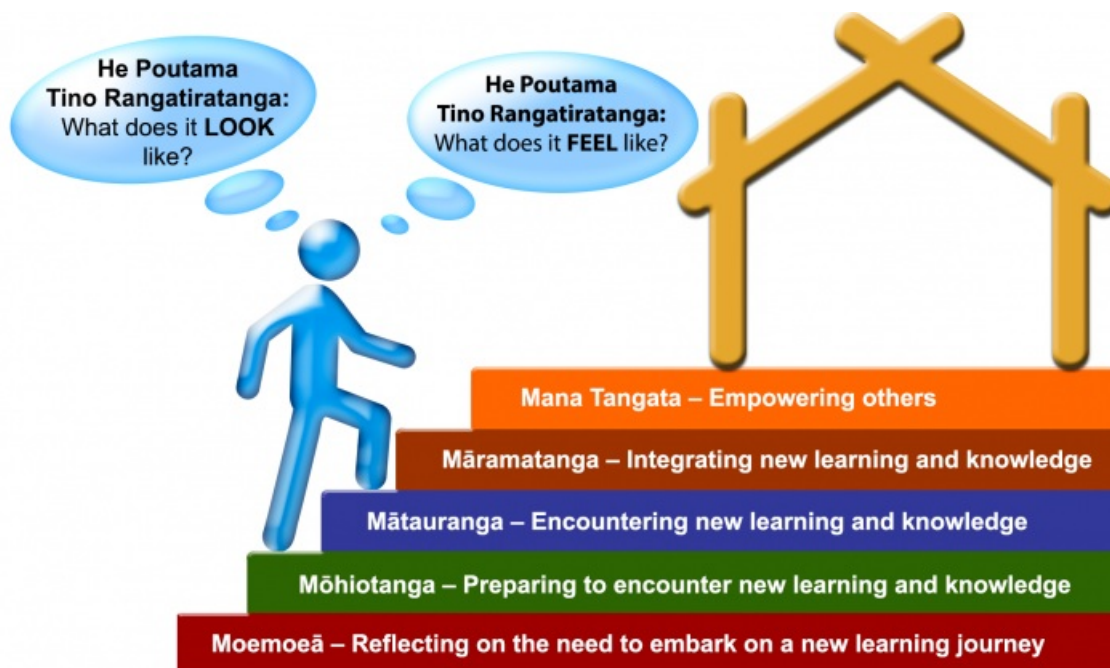 He Poutama
Tino Rangatiratanga:
What does it LOOK
like?
He Poutama
Tino Rangatiratanga:
What does it FEEL like?
Mana Tangata – Empowering others
Māramatanga – Integrating new learning and knowledge
Mātauranga – Encountering new learning and knowledge
Mōhiotanga – Preparing to encounter new learning and knowledge
Moemoeā – Reflecting on the need to embark on a new learning journey